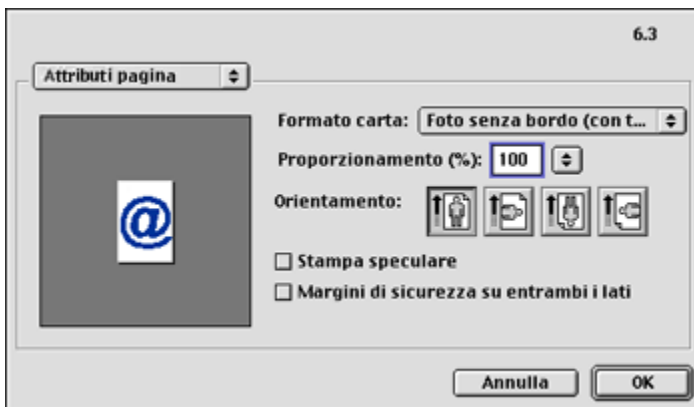 6.3
Attributi pagina
Formato carta: Foto senza bordo (con t...
Proporzionamento (%): 100
Orientamento:
@
Stampa speculare
Margini di sicurezza su entrambi i lati
Annulla OK